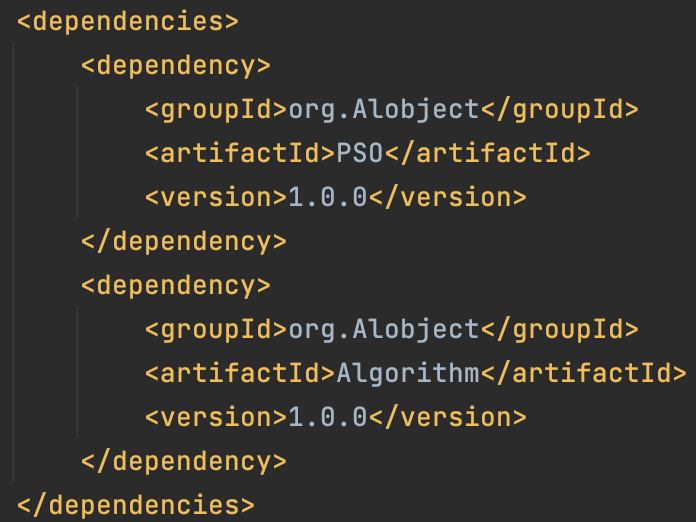 <dependencies>
<dependency>
<groupId>org.Alobject</groupId>
<artifactId>PSO</artifactId>
<version>1.0.0</version>
</dependency>
<dependency>
<groupId>org.Alobject</groupId>
<artifactId>Algorithm</artifactId>
<version>1.0.0</version>
</dependency>
</dependencies>